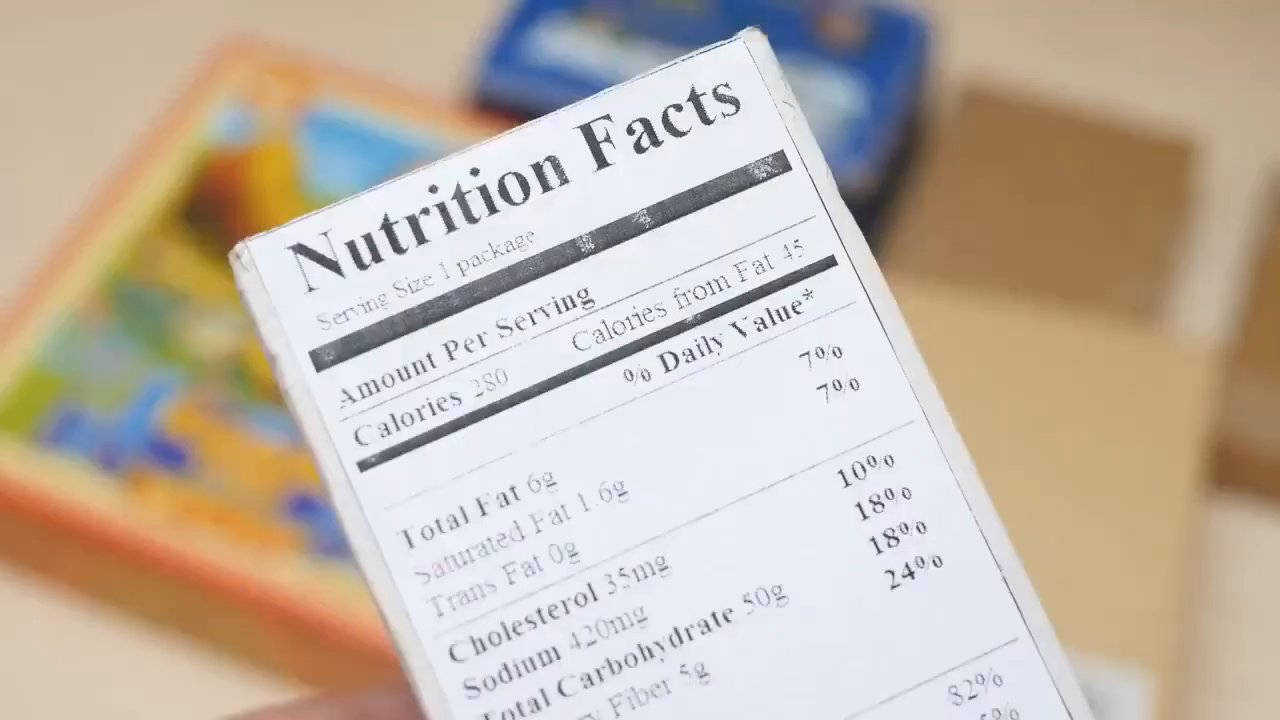 Nutrition Facts
Serving Size 1 package
Amount Per Serving
Calories 280 Calories from Fat 45
% Daily Value*
Total Fat 6g 7%
Saturated Fat 1.6g 7%
Trans Fat 0g
Cholesterol 35mg 10%
Sodium 420mg 18%
Total Carbohydrate 50g 18%
Fiber 5g 24%
82%